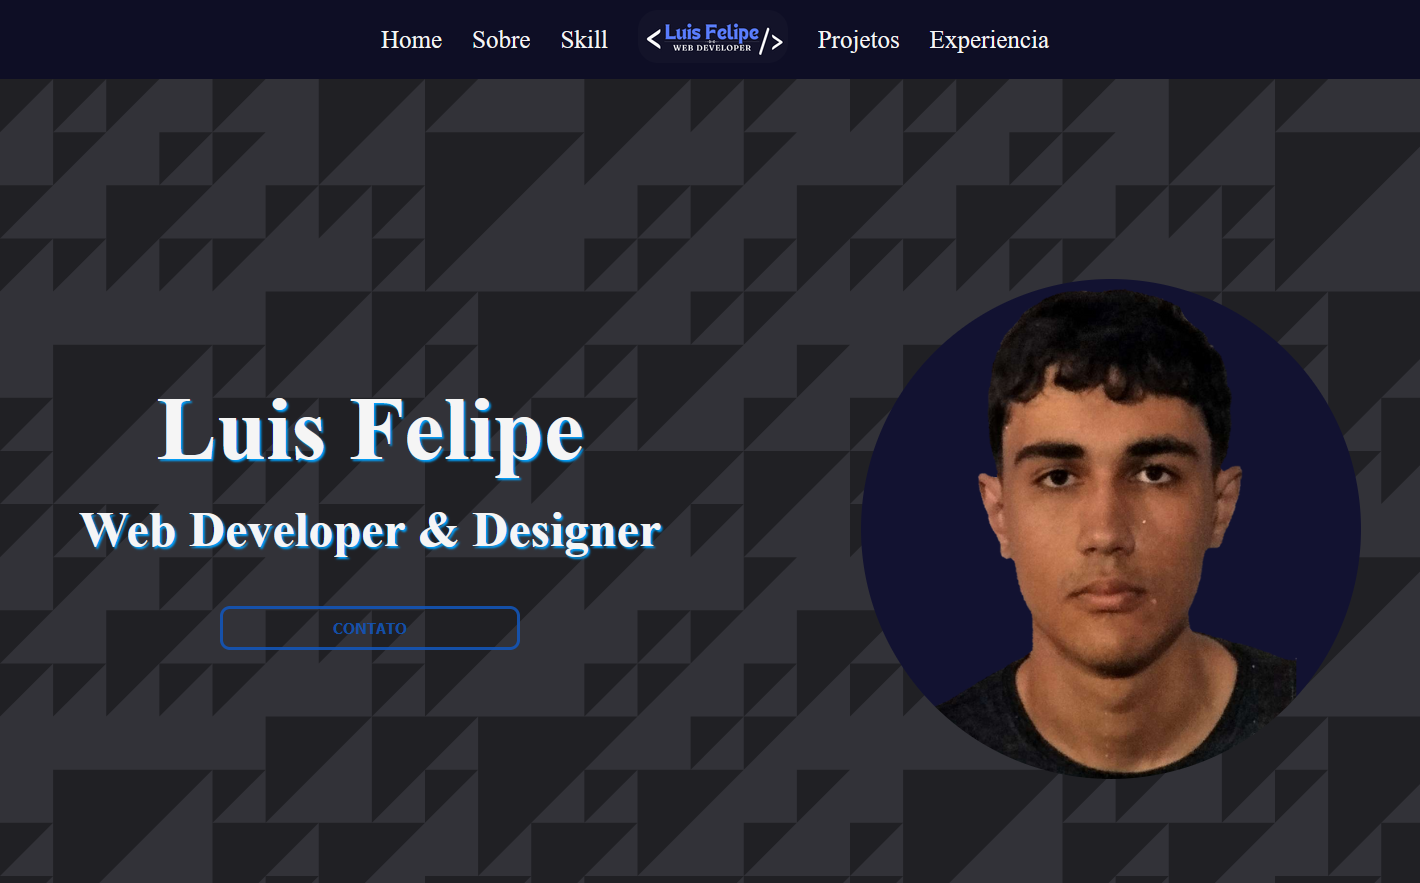 Home Sobre Skill <Luis Felipe/> Projetos Experiencia
WEB DEVELOPER
Luis Felipe
Web Developer & Designer
CONTATO